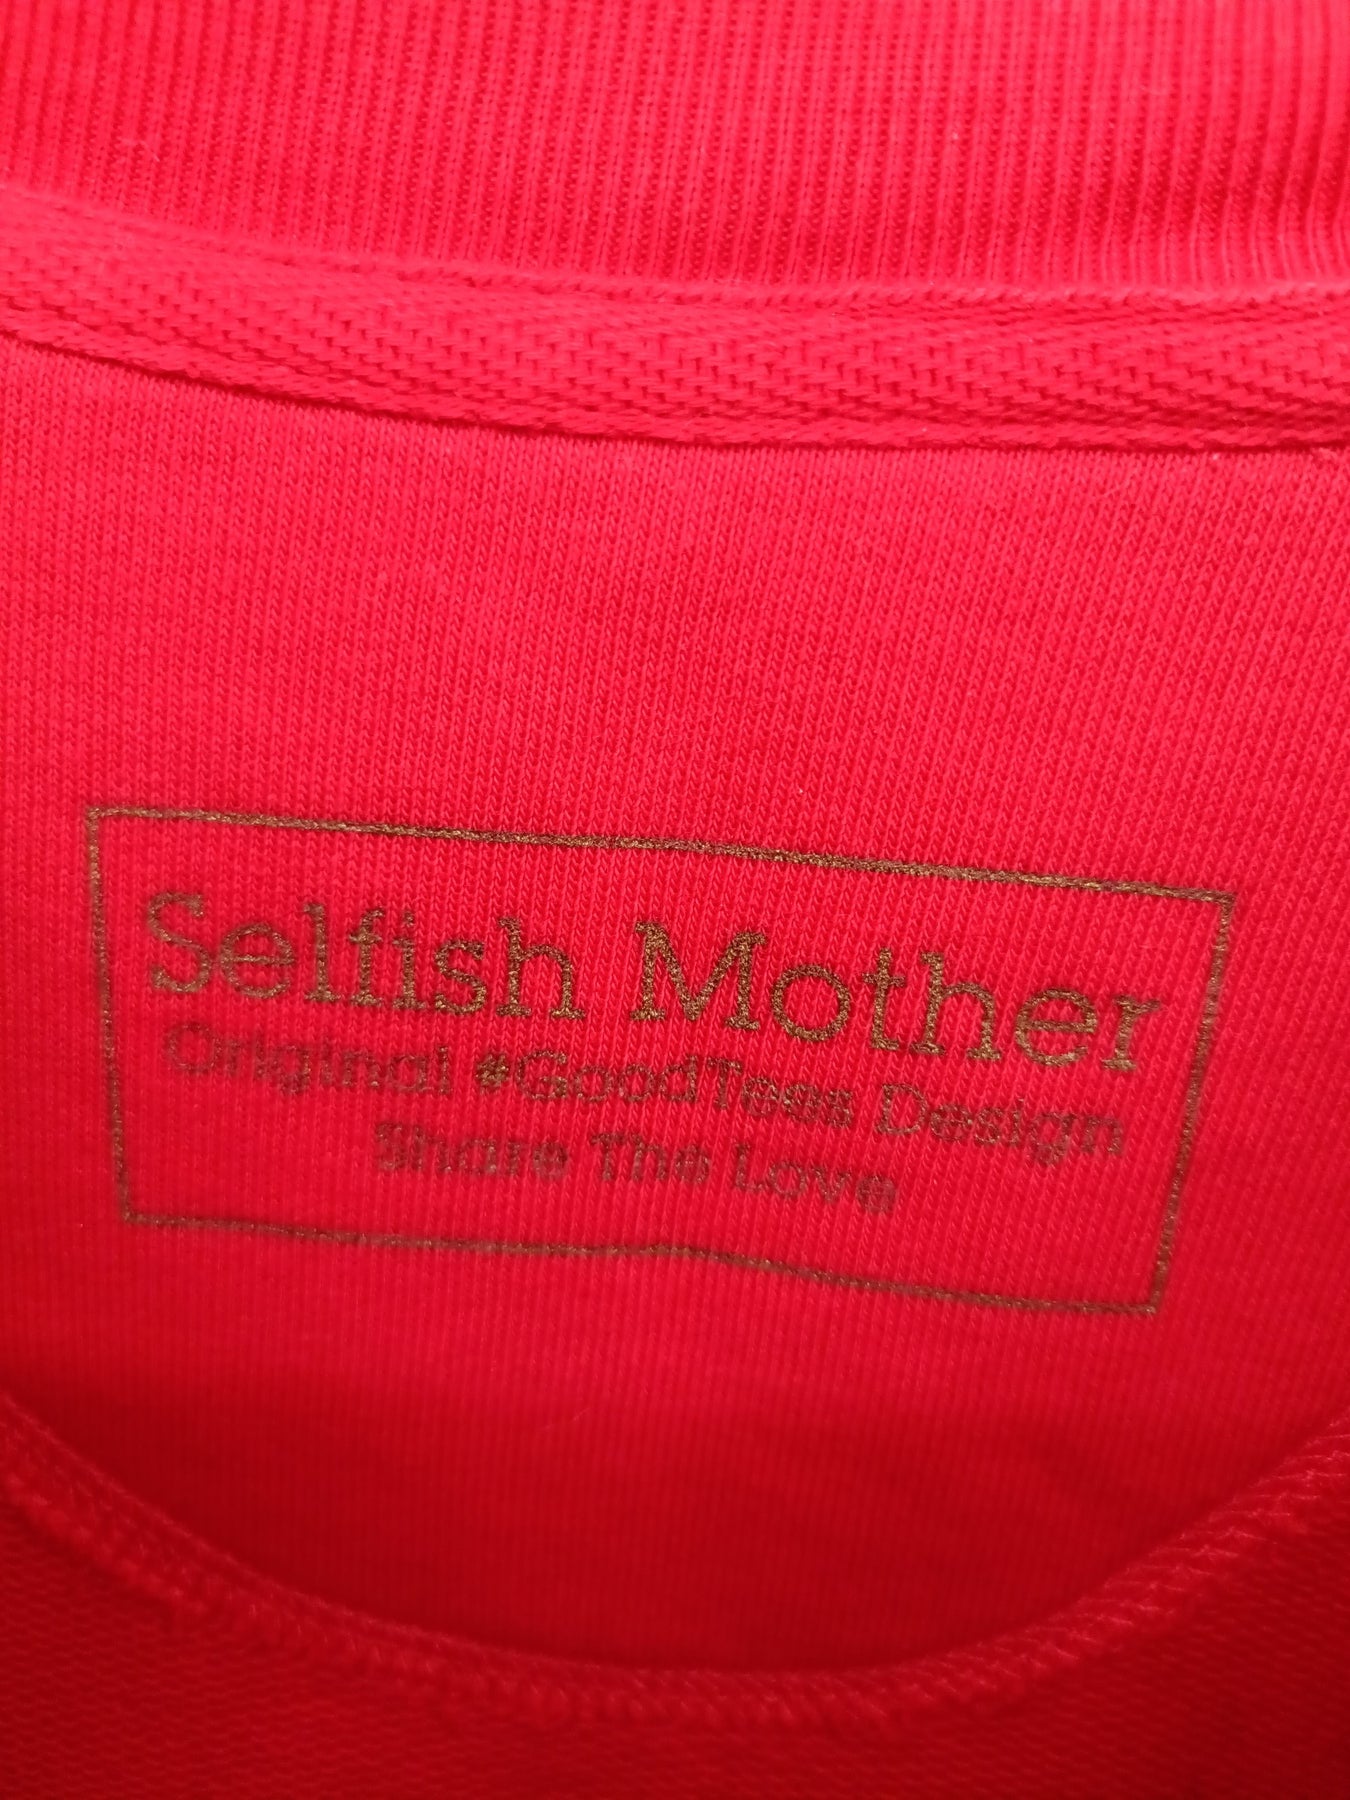 Selfish Mother
Original #GoodTees Design
Share The Love